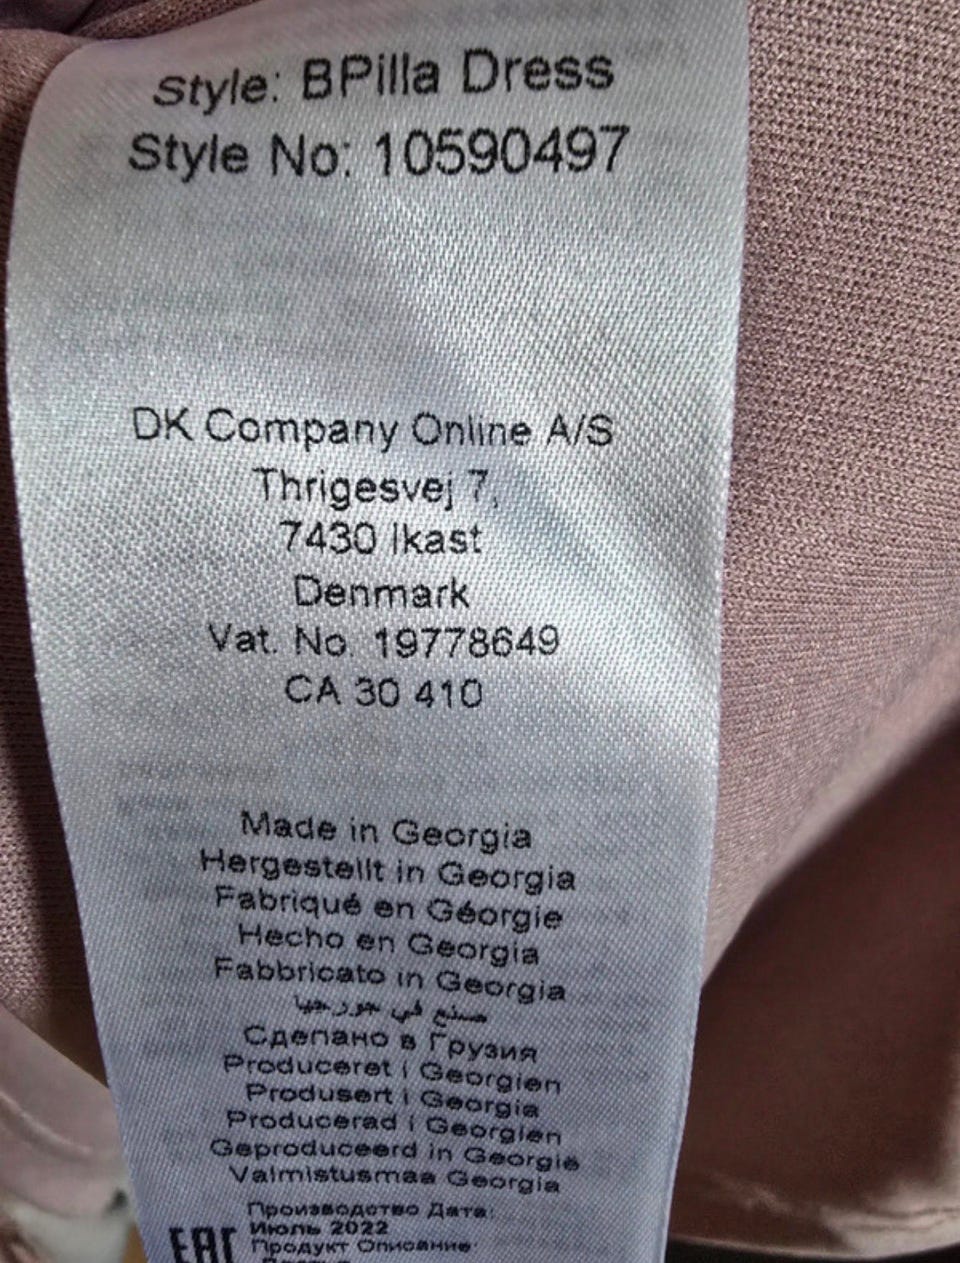 Style: BPilla Dress
Style No: 10590497
DK Company Online A/S
Thrigesvej 7,
7430 Ikast
Denmark
Vat. No. 19778649
CA 30 410
Made in Georgia
Hergestellt in Georgia
Fabriqué en Géorgie
Hecho en Georgia
Fabbricato in Georgia
صنع في جورجيا
Сделано в Грузия
Produceret i Georgien
Produsert i Georgia
Producerad i Georgien
Geproduceerd in Georgië
Valmistusmaa Georgia
Производство Дата:
Июль 2022
EAC Продукт Описание: